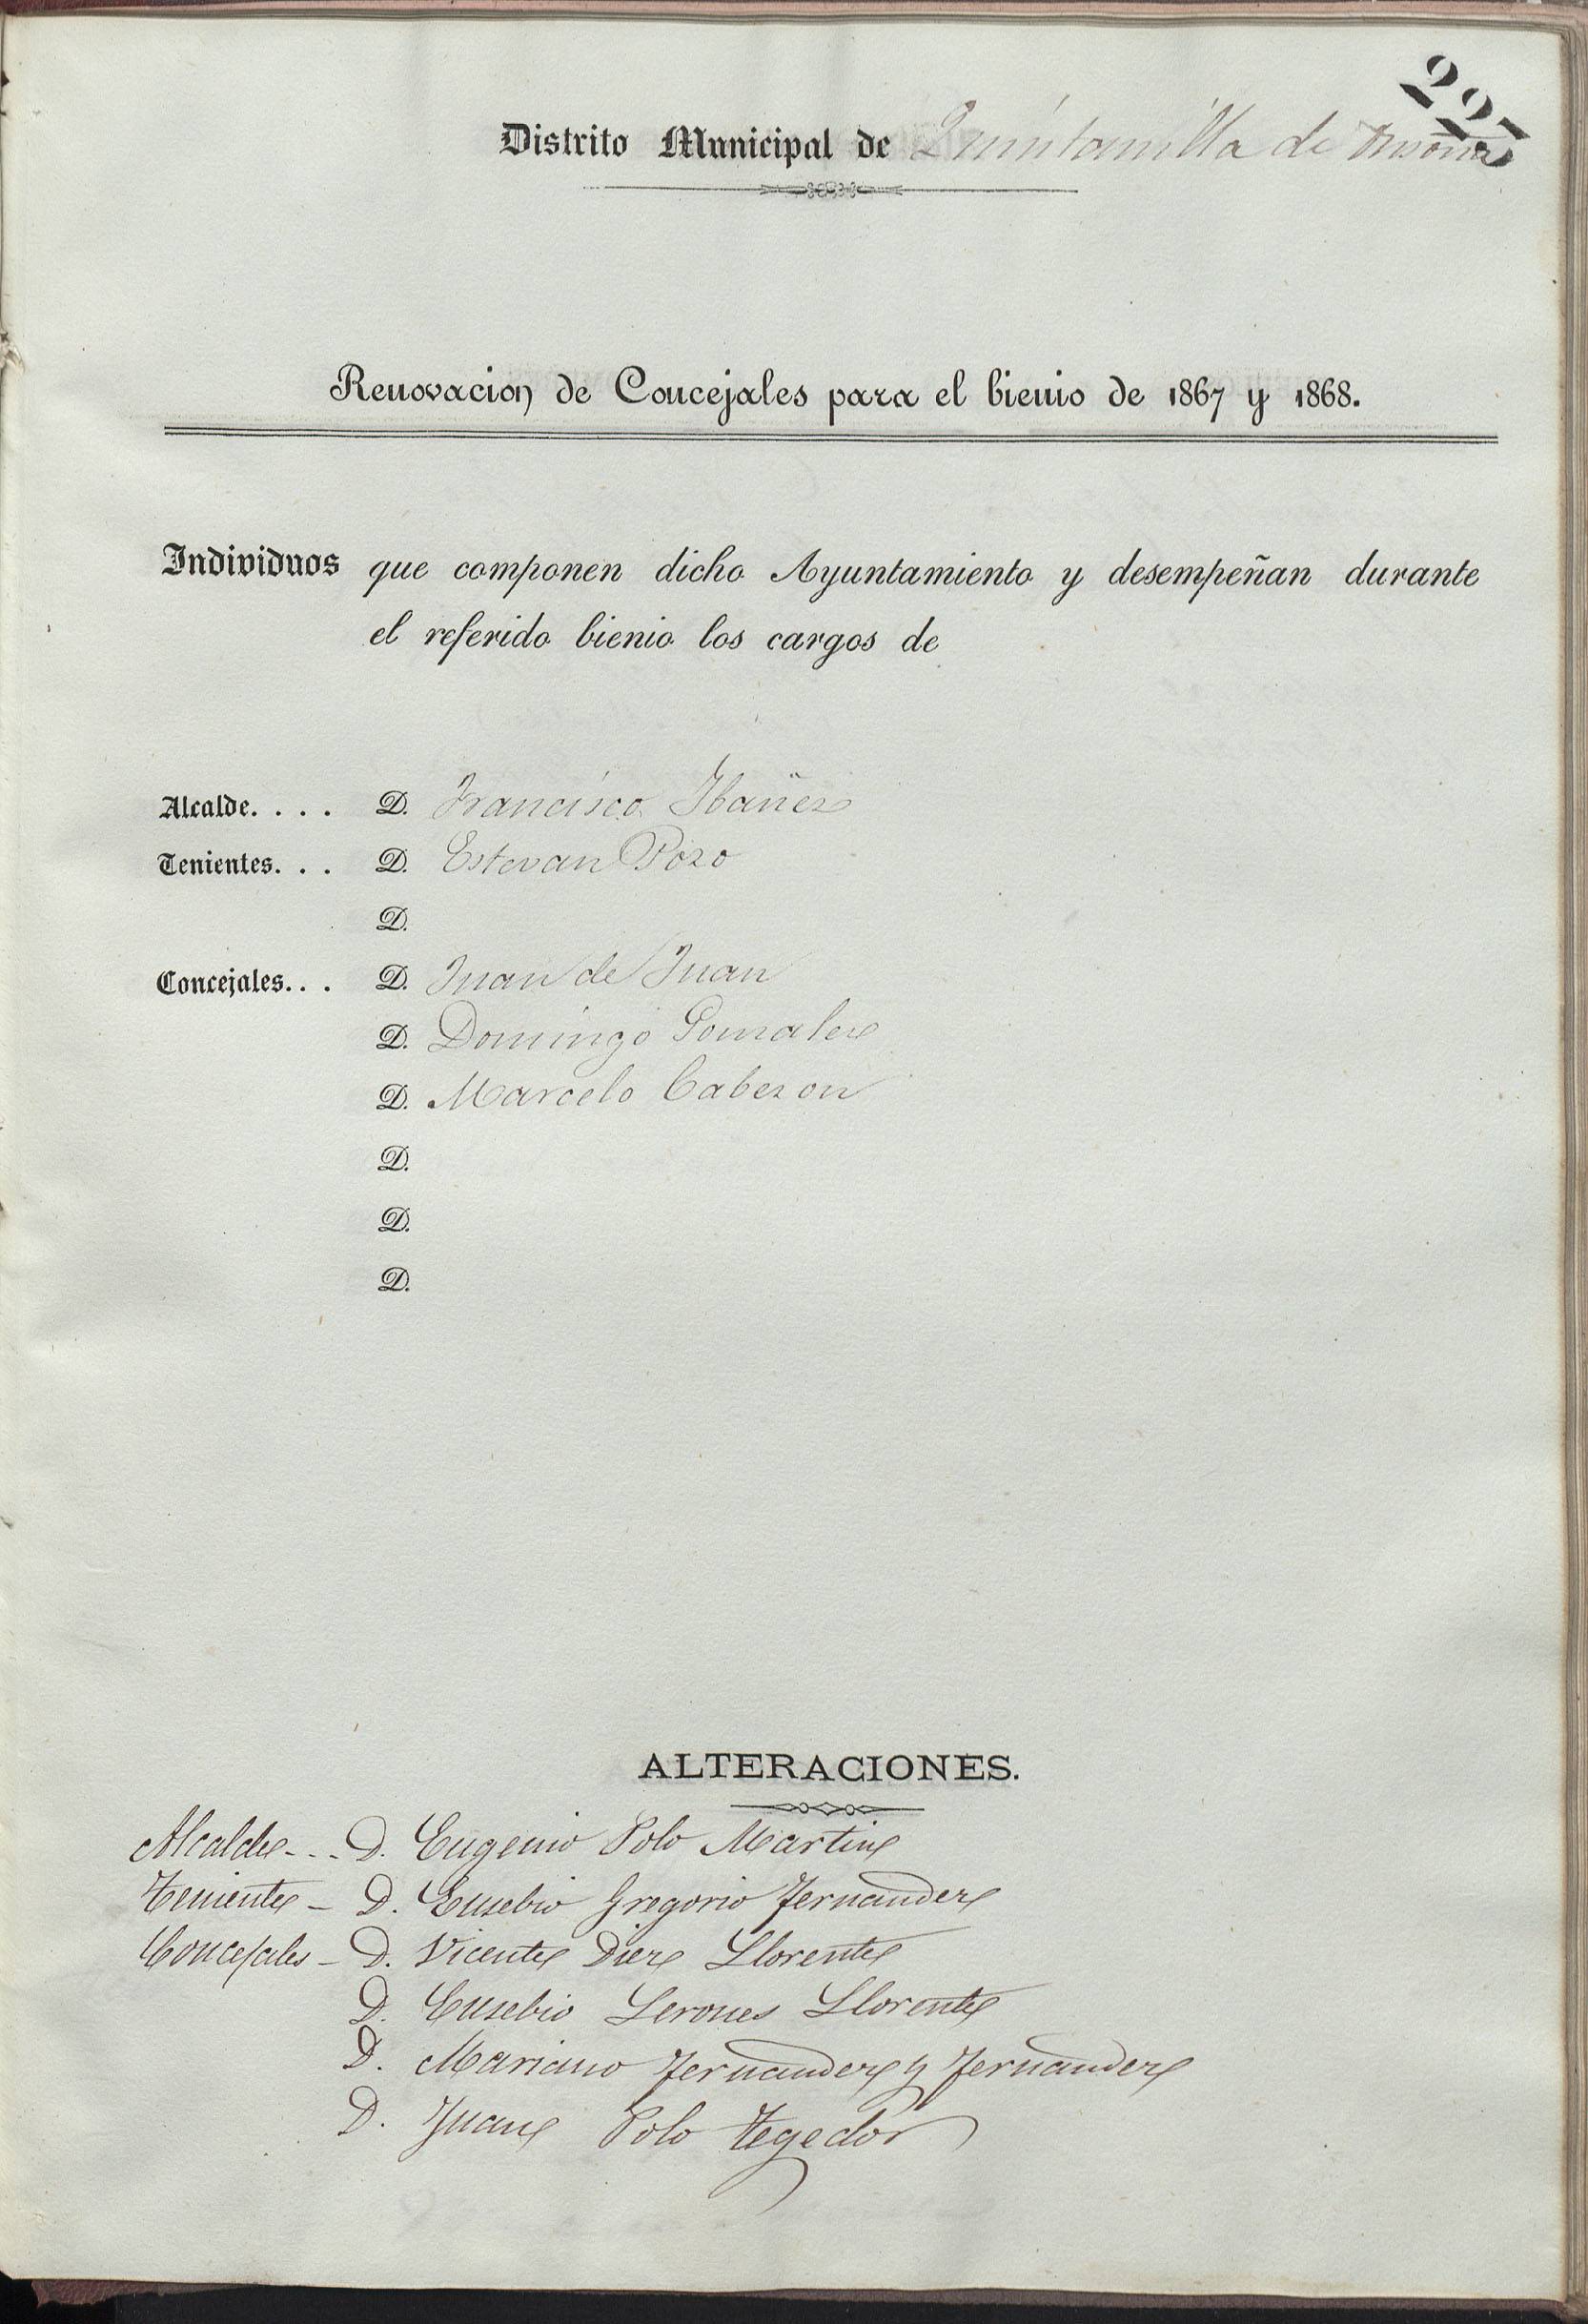 225
Distrito Municipal de Quintanilla de
Renovacion de Concejales para el bienio de 1867 y 1868.
Individuos que componen dicho Ayuntamiento y desempeñan durante
el referido bienio los cargos de
Alcalde. . . . D. Francisco Ibañez
Tenientes. . . D. Estevan Pozo
D.
Concejales. . . D. Juan de Juan
D. Domingo Gonzalez
D. Marcelo Cabezon
D.
D.
D.
ALTERACIONES.
Alcalde - - - D. Eugenio Polo Martin
Teniente - D. Eusebio Gregorio Fernandez
Concejales - D. Vicente Diez Llorente
D. Eusebio Lerones Llorente
D. Mariano Fernandez y Fernandez
D. Juan Polo Tegedor